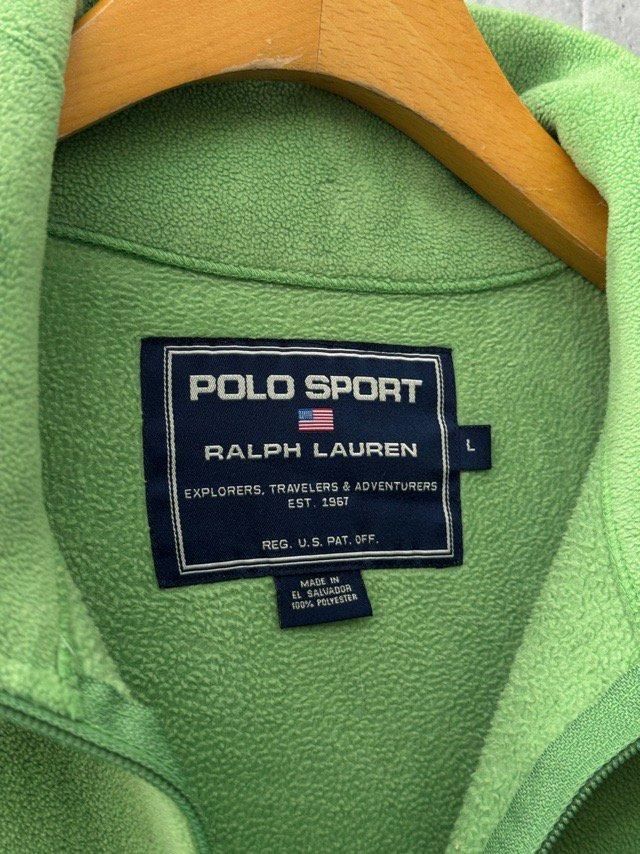 POLO SPORT
RALPH LAUREN
L
EXPLORERS, TRAVELERS & ADVENTURERS
EST. 1967
REG. U.S. PAT. OFF.
MADE IN
EL SALVADOR
100% POLYESTER